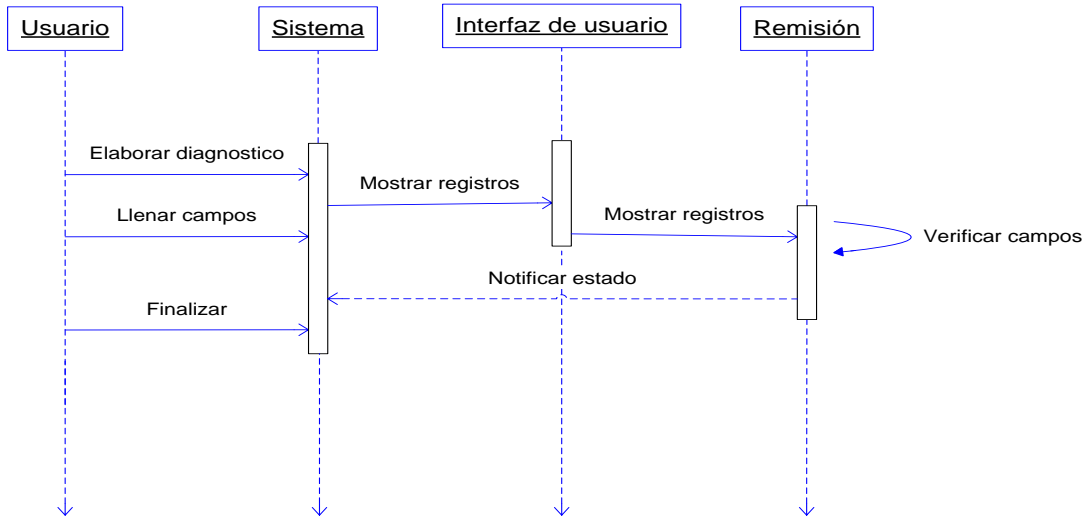 Usuario
Sistema
Interfaz de usuario
Remisión
Elaborar diagnostico
Mostrar registros
Llenar campos
Mostrar registros
Verificar campos
Notificar estado
Finalizar